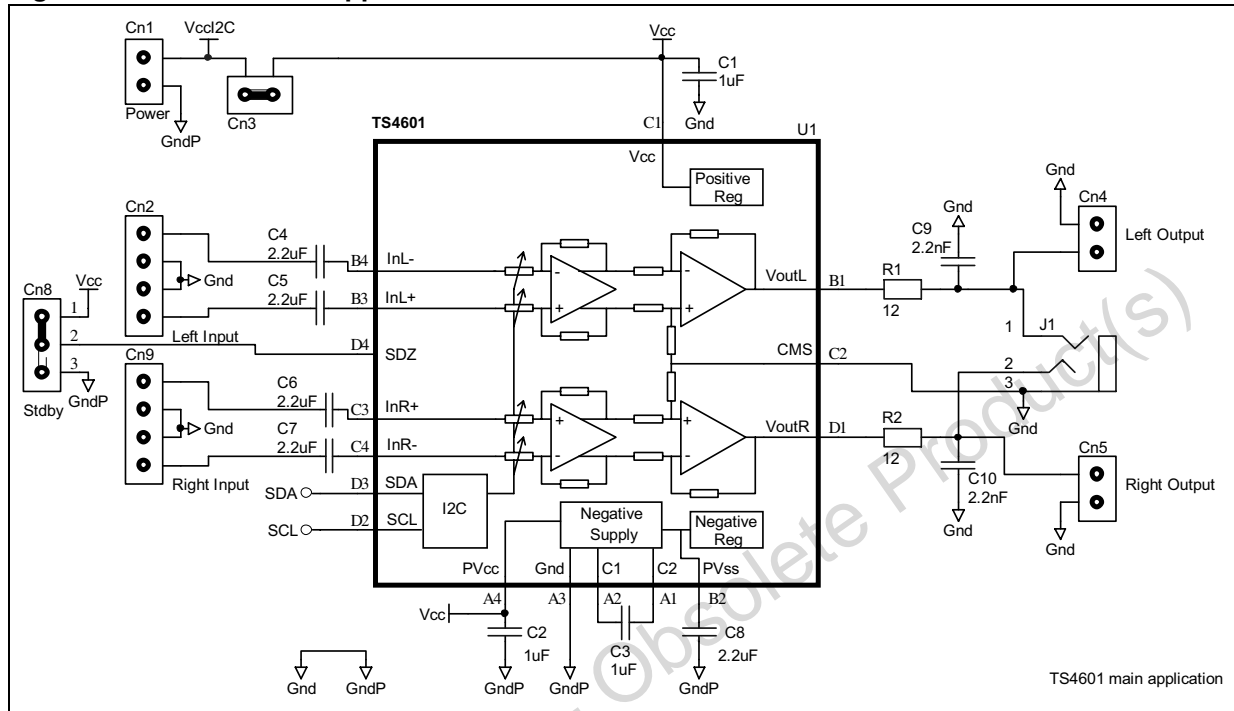 Cn1
VccI2C
Power
GndP
Cn3
Vcc
C1
1uF
Gnd
TS4601
C1
U1
Vcc
Positive
Reg
Cn2
C4
2.2uF
B4
InL-
Gnd
C5
2.2uF
B3
InL+
Left Input
Vcc
Cn8
1
2
3
GndP
Stdby
D4
SDZ
Cn9
C6
2.2uF
C3
InR+
Gnd
C7
2.2uF
C4
InR-
Right Input
SDA
D3
SDA
SCL
D2
SCL
I2C
- 
+
-
+
+
-
+
-
VoutL
B1
R1
12
Gnd
C9
2.2nF
Gnd
Cn4
Left Output
CMS
C2
1
J1
2
3
Gnd
VoutR
D1
R2
12
C10
2.2nF
Gnd
Cn5
Gnd
Right Output
Negative
Supply
Negative
Reg
PVcc
Gnd
C1
C2
PVss
A4
A3
A2
A1
B2
Vcc
C2
1uF
GndP
GndP
C3
1uF
C8
2.2uF
GndP
Gnd
GndP
TS4601 main application
Obsolete Product(s)